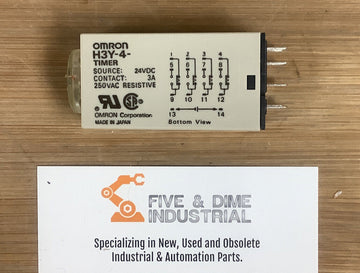 OMRON
H3Y-4-
TIMER
SOURCE: 24VDC
CONTACT: 3A
250VAC RESISTIVE
OMRON Corporation
MADE IN JAPAN
1 2 3 4
5 6 7 8
9 10 11 12
13 14
Bottom View
FIVE & DIME
INDUSTRIAL
Specializing in New, Used and Obsolete
Industrial & Automation Parts.